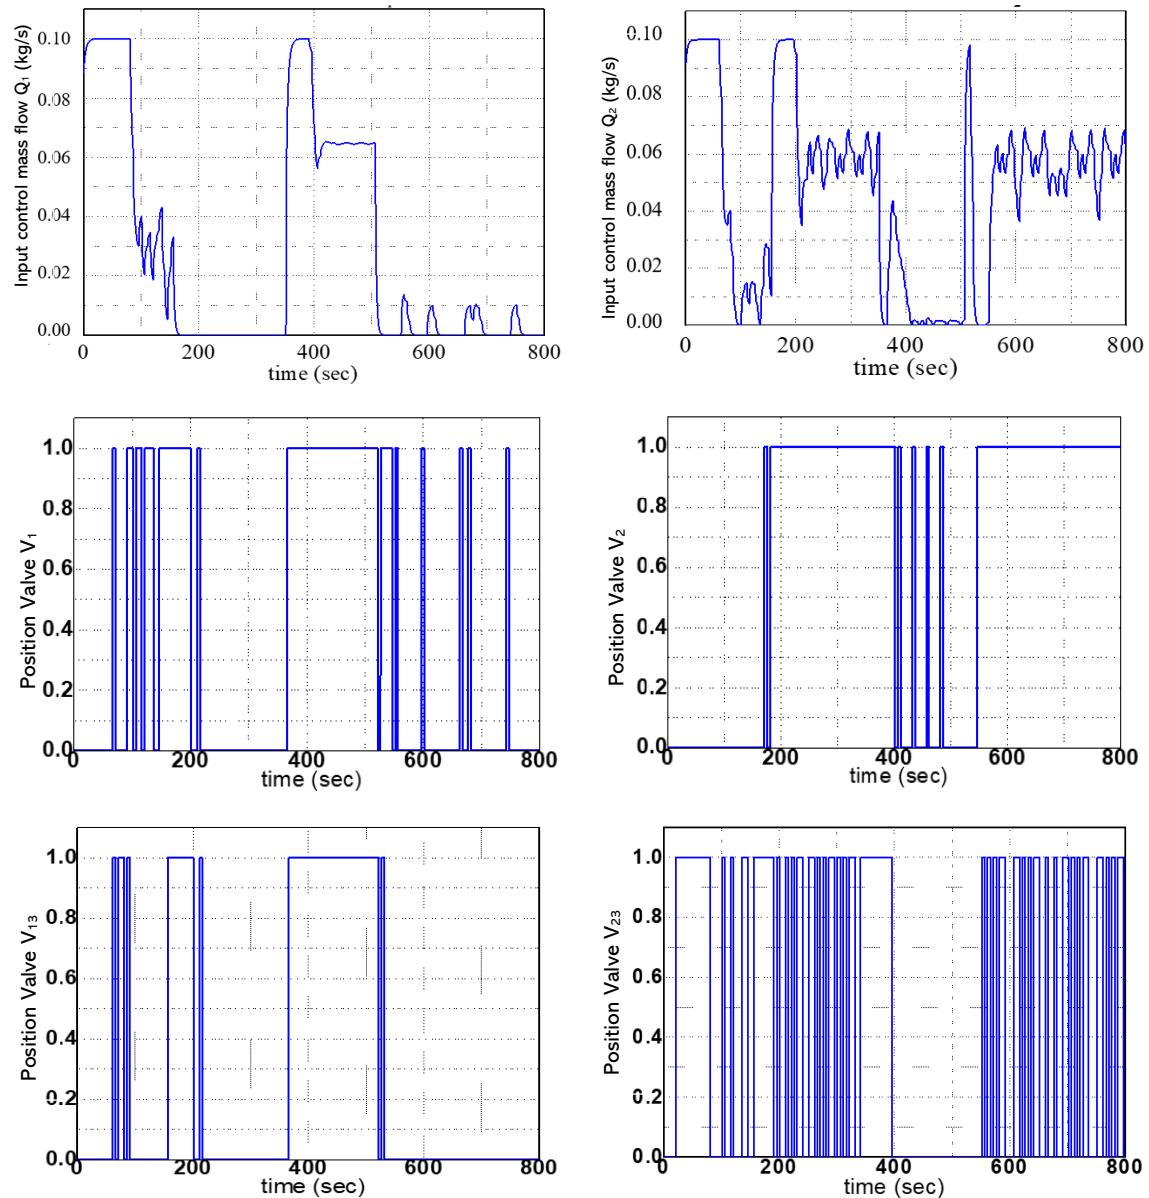 Input control mass flow Q₁ (kg/s)
0.10
0.08
0.06
0.04
0.02
0.00
0 200 400 600 800
time (sec)
Input control mass flow Q₂ (kg/s)
0.10
0.08
0.06
0.04
0.02
0.00
0 200 400 600 800
time (sec)
Position Valve V₁
1.0
0.8
0.6
0.4
0.2
0.0
200 400 600 800
time (sec)
Position Valve V₂
1.0
0.8
0.6
0.4
0.2
0.0
200 400 600 800
time (sec)
Position Valve V₁₃
1.0
0.8
0.6
0.4
0.2
0.0
200 400 600 800
time (sec)
Position Valve V₂₃
1.0
0.8
0.6
0.4
0.2
0.0
0 200 400 600 800
time (sec)